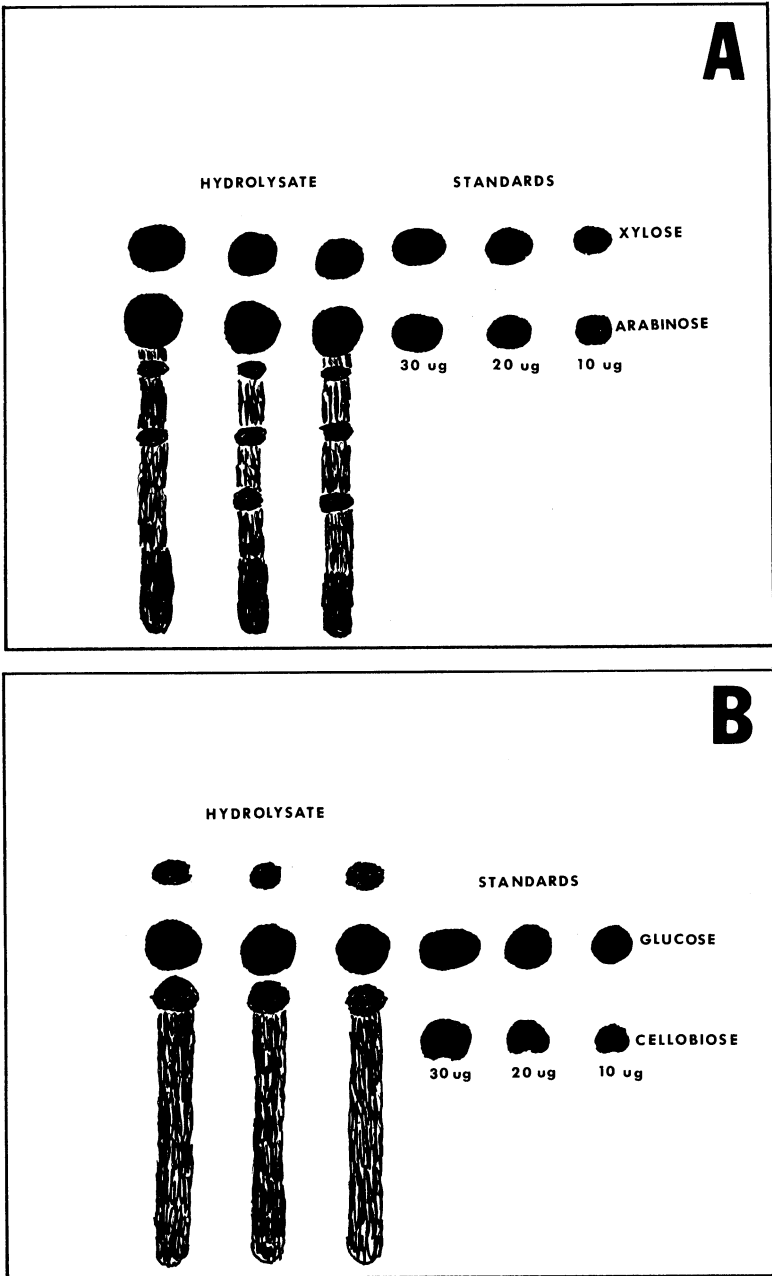 A
HYDROLYSATE STANDARDS
XYLOSE
ARABINOSE
30 ug 20 ug 10 ug
B
HYDROLYSATE
STANDARDS
GLUCOSE
CELLOBIOSE
30 ug 20 ug 10 ug